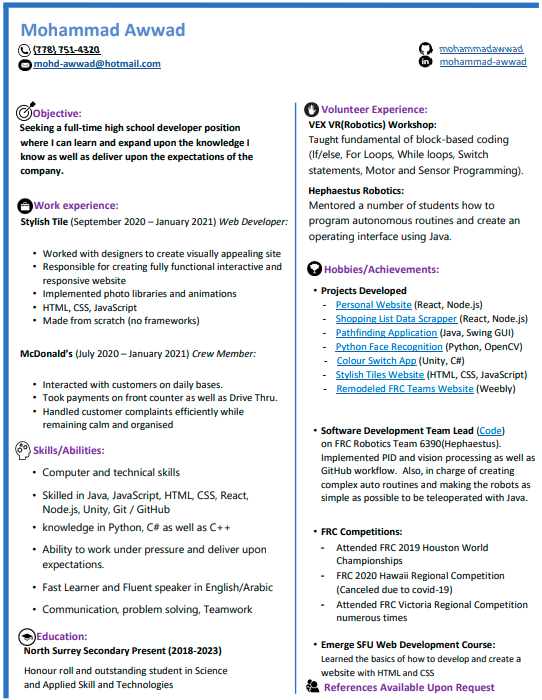 Mohammad Awwad
(778) 751-4320
mohd-awwad@hotmail.com
mohammadawwad
mohammad-awwad
Objective:
Seeking a full-time high school developer position
where I can learn and expand upon the knowledge I
know as well as deliver upon the expectations of the
company.
Work experience:
Stylish Tile (September 2020 – January 2021) Web Developer:
• Worked with designers to create visually appealing site
• Responsible for creating fully functional interactive and
responsive website
• Implemented photo libraries and animations
• HTML, CSS, JavaScript
• Made from scratch (no frameworks)
McDonald's (July 2020 – January 2021) Crew Member:
• Interacted with customers on daily bases.
• Took payments on front counter as well as Drive Thru.
• Handled customer complaints efficiently while
remaining calm and organised
Skills/Abilities:
• Computer and technical skills
• Skilled in Java, JavaScript, HTML, CSS, React,
Node.js, Unity, Git / GitHub
• knowledge in Python, C# as well as C++
• Ability to work under pressure and deliver upon
expectations.
• Fast Learner and Fluent speaker in English/Arabic
• Communication, problem solving, Teamwork
Education:
North Surrey Secondary Present (2018-2023)
Honour roll and outstanding student in Science
and Applied Skill and Technologies
Volunteer Experience:
VEX VR(Robotics) Workshop:
Taught fundamental of block-based coding
(If/else, For Loops, While loops, Switch
statements, Motor and Sensor Programming).
Hephaestus Robotics:
Mentored a number of students how to
program autonomous routines and create an
operating interface using Java.
Hobbies/Achievements:
• Projects Developed
- Personal Website (React, Node.js)
- Shopping List Data Scrapper (React, Node.js)
- Pathfinding Application (Java, Swing GUI)
- Python Face Recognition (Python, OpenCV)
- Colour Switch App (Unity, C#)
- Stylish Tiles Website (HTML, CSS, JavaScript)
- Remodeled FRC Teams Website (Weebly)
• Software Development Team Lead (Code)
on FRC Robotics Team 6390(Hephaestus).
Implemented PID and vision processing as well as
GitHub workflow. Also, in charge of creating
complex auto routines and making the robots as
simple as possible to be teleoperated with Java.
• FRC Competitions:
- Attended FRC 2019 Houston World
Championships
- FRC 2020 Hawaii Regional Competition
(Canceled due to covid-19)
- Attended FRC Victoria Regional Competition
numerous times
• Emerge SFU Web Development Course:
Learned the basics of how to develop and create a
website with HTML and CSS
References Available Upon Request